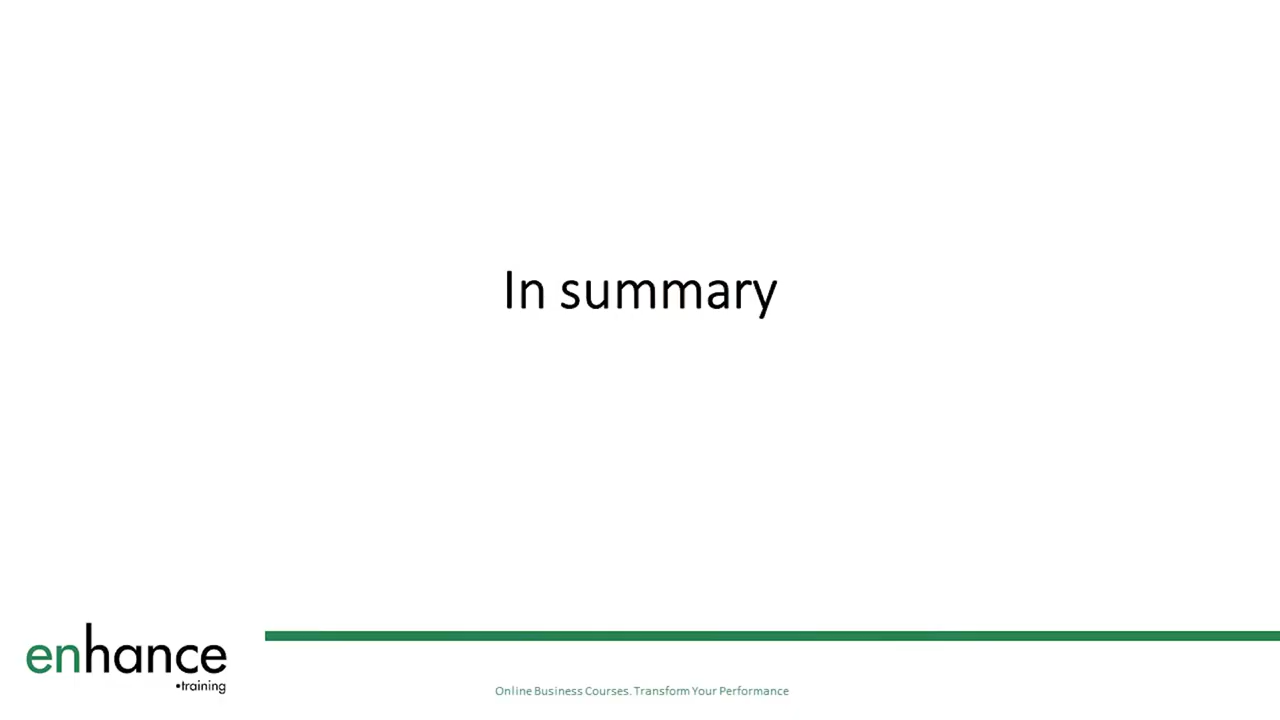 In summary
enhance
•training
Online Business Courses. Transform Your Performance